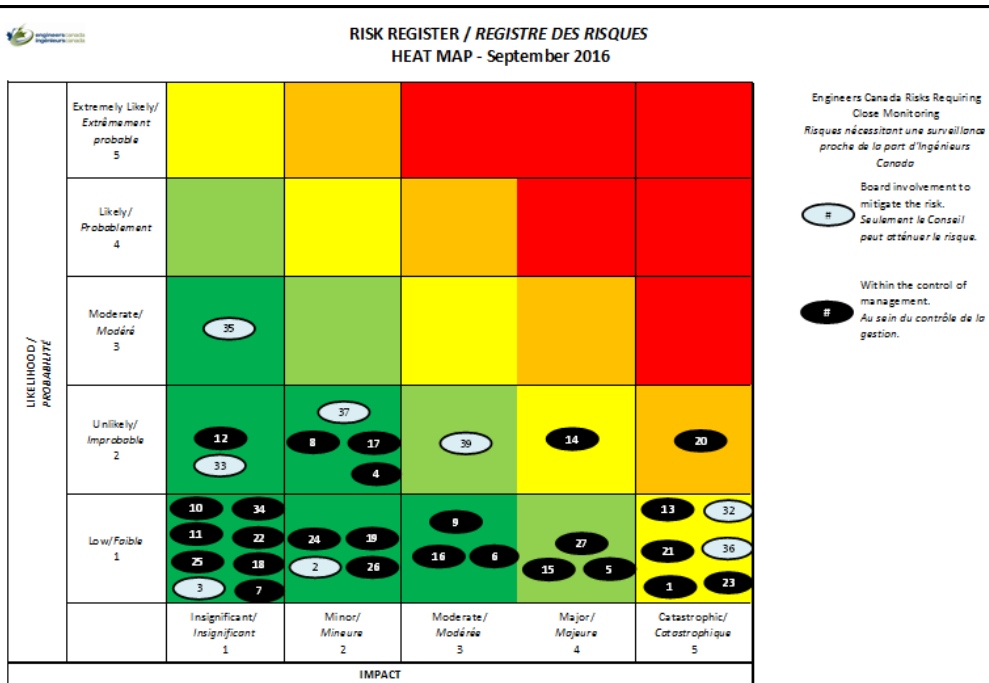 engineerscanada
ingénieurscanada
RISK REGISTER / REGISTRE DES RISQUES
HEAT MAP - September 2016
LIKELIHOOD /
PROBABILITÉ
Extremely Likely/
Extrêmement
probable
5
Likely/
Probablement
4
Moderate/
Modéré
3
35
Unlikely/
Improbable
2
12
33
37
8
17
4
39
14
20
Low/Faible
1
10
34
11
22
25
18
3
7
24
19
2
26
9
16
6
27
15
5
13
32
21
36
1
23
Insignificant/
Insignificant
1
Minor/
Mineure
2
Moderate/
Modérée
3
Major/
Majeure
4
Catastrophic/
Catastrophique
5
IMPACT
Engineers Canada Risks Requiring
Close Monitoring
Risques nécessitant une surveillance
proche de la part d'Ingénieurs
Canada
#
Board involvement to
mitigate the risk.
Seulement le Conseil
peut atténuer le risque.
#
Within the control of
management.
Au sein du contrôle de la
gestion.